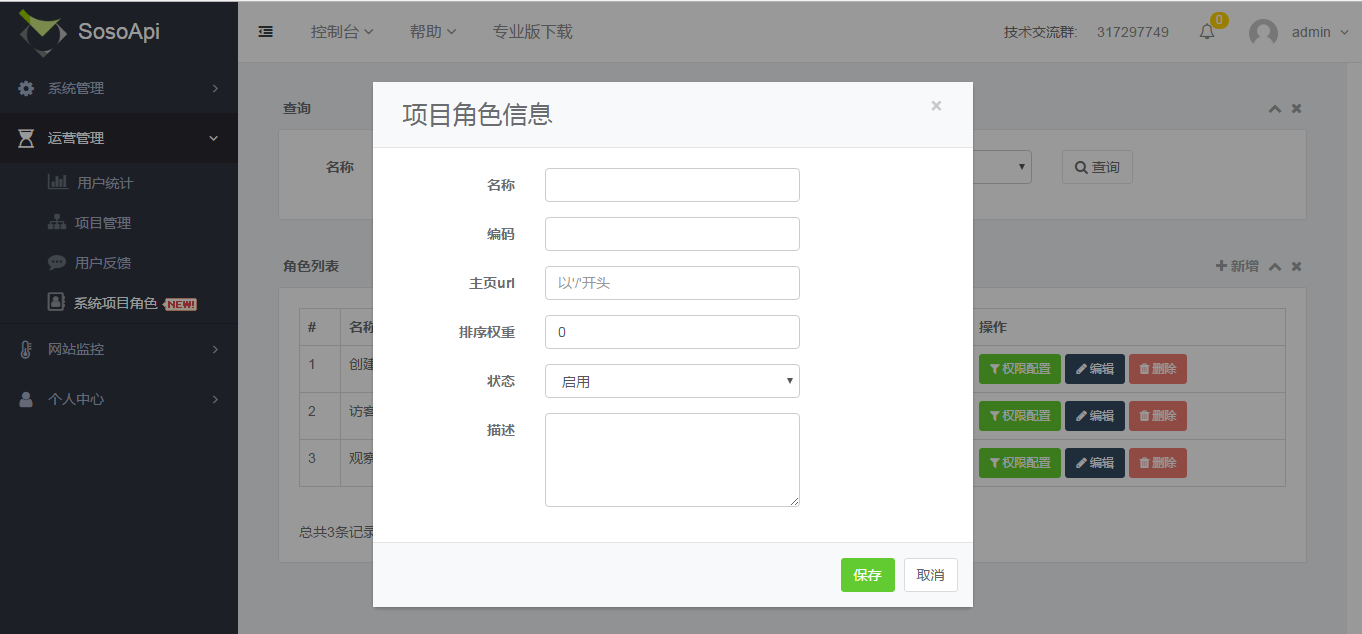 SosoApi
控制台
帮助
专业版下载
技术交流群:
317297749
0
admin
系统管理
运营管理
用户统计
项目管理
用户反馈
系统项目角色 NEW!
网站监控
个人中心
查询
名称
查询
角色列表
新增
# 名称 操作
1 创建 权限配置 编辑 删除
2 访客 权限配置 编辑 删除
3 观察 权限配置 编辑 删除
总共3条记录
项目角色信息
×
名称
编码
主页url 以'/'开头
排序权重 0
状态 启用
描述
保存 取消